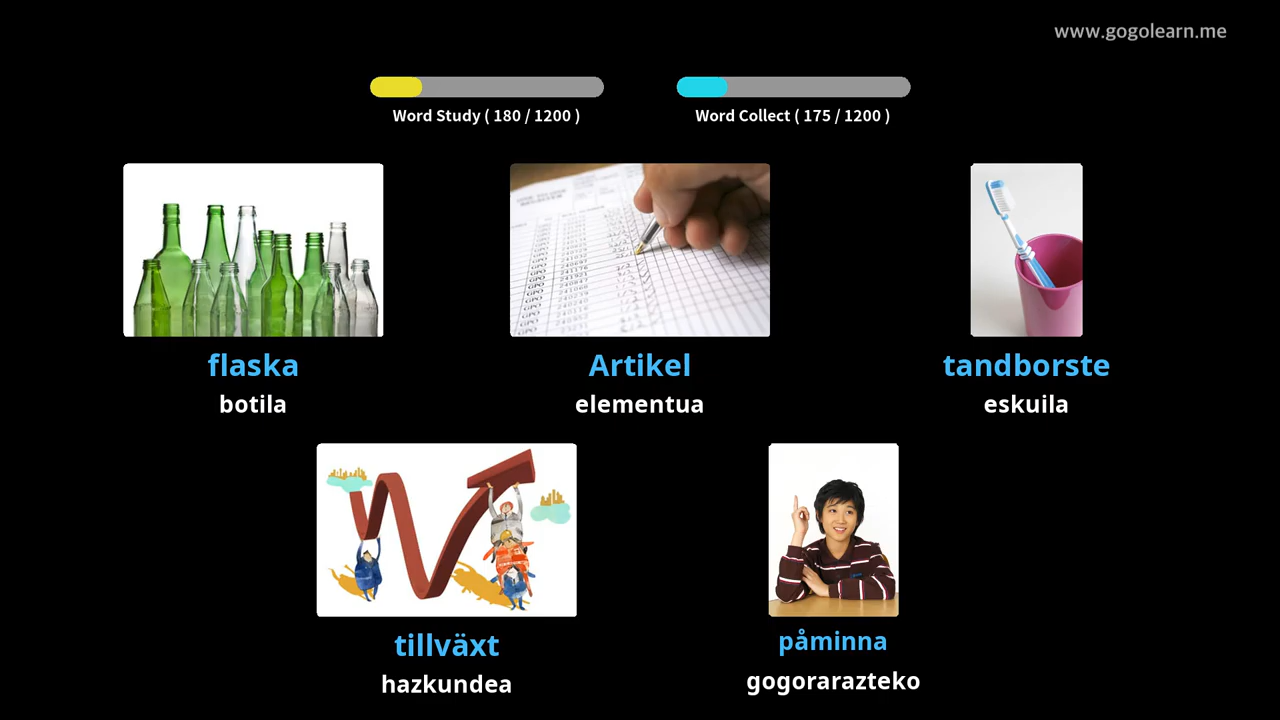 www.gogolearn.me
Word Study ( 180 / 1200 )
Word Collect ( 175 / 1200 )
flaska
botila
Artikel
elementua
tandborste
eskuila
tillväxt
hazkundea
påminna
gogorarazteko